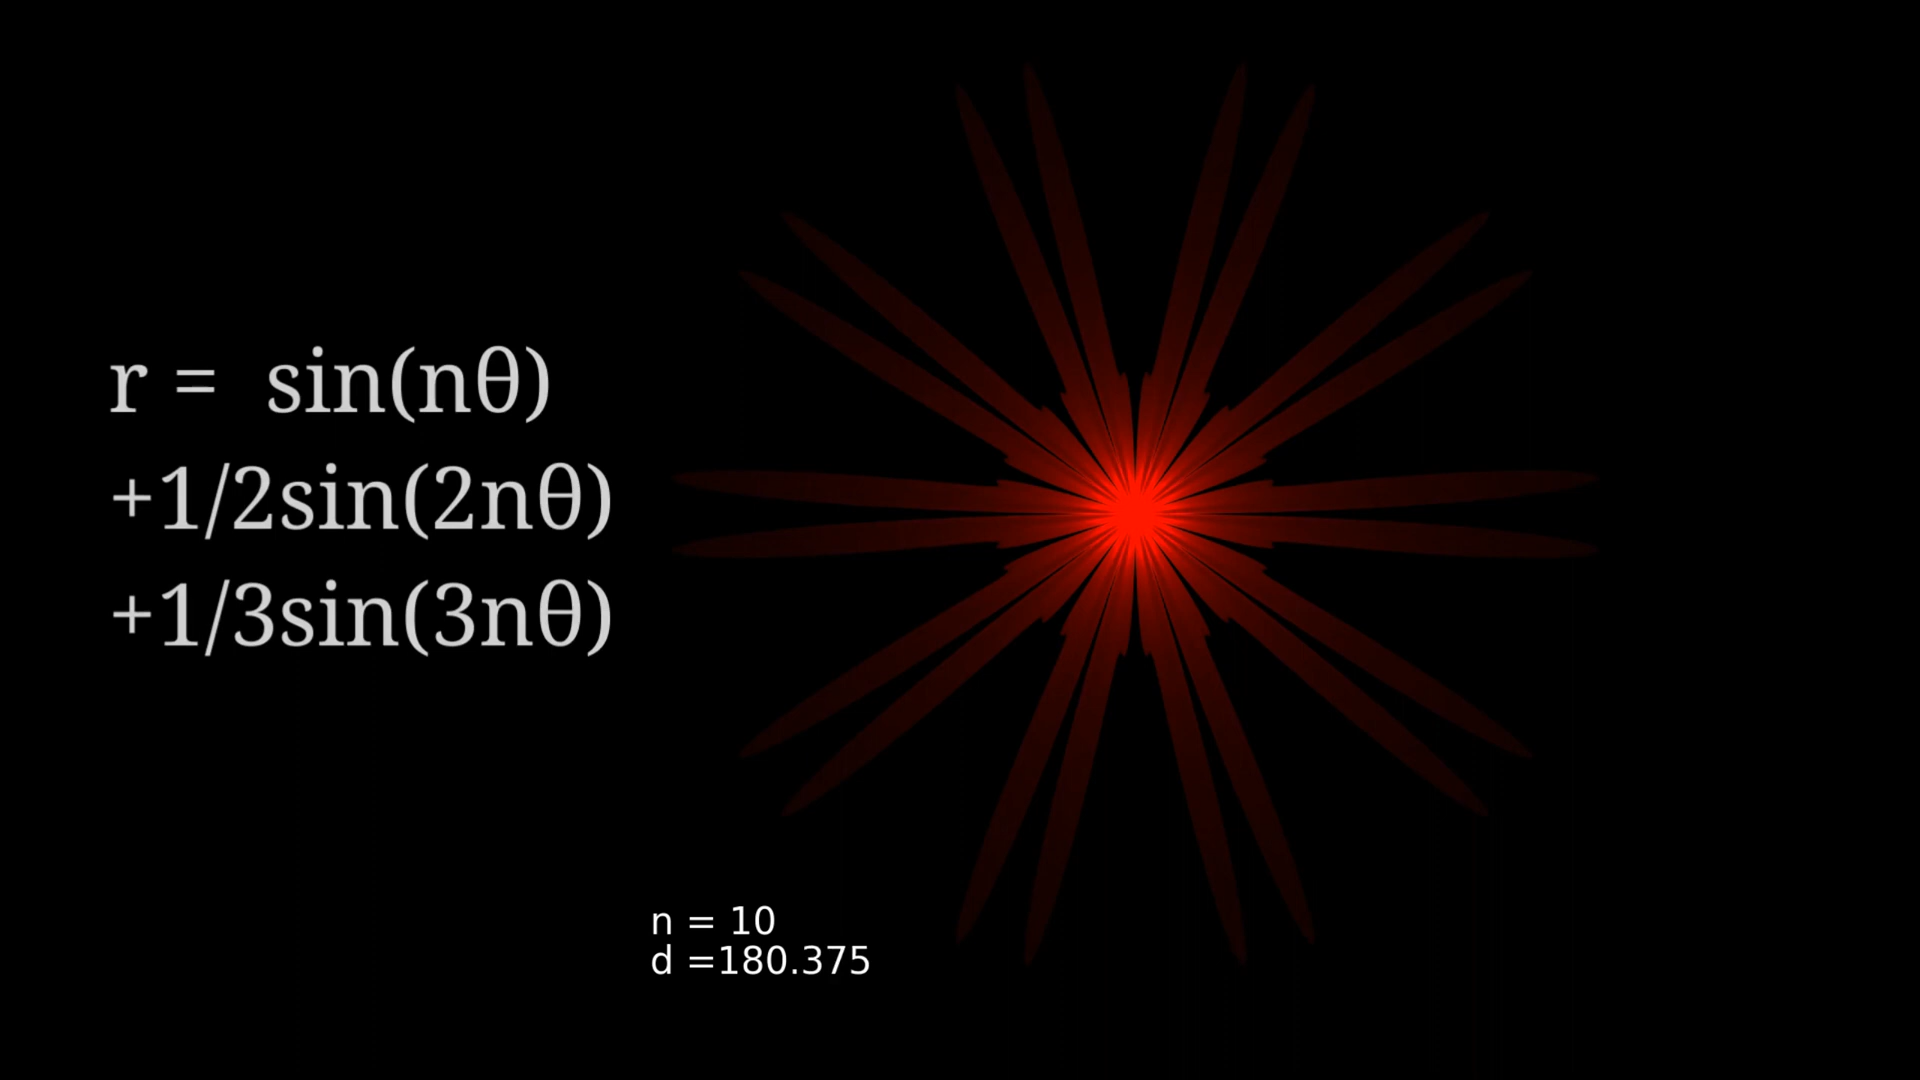 r = sin(nθ)
+1/2sin(2nθ)
+1/3sin(3nθ)
n = 10
d =180.375